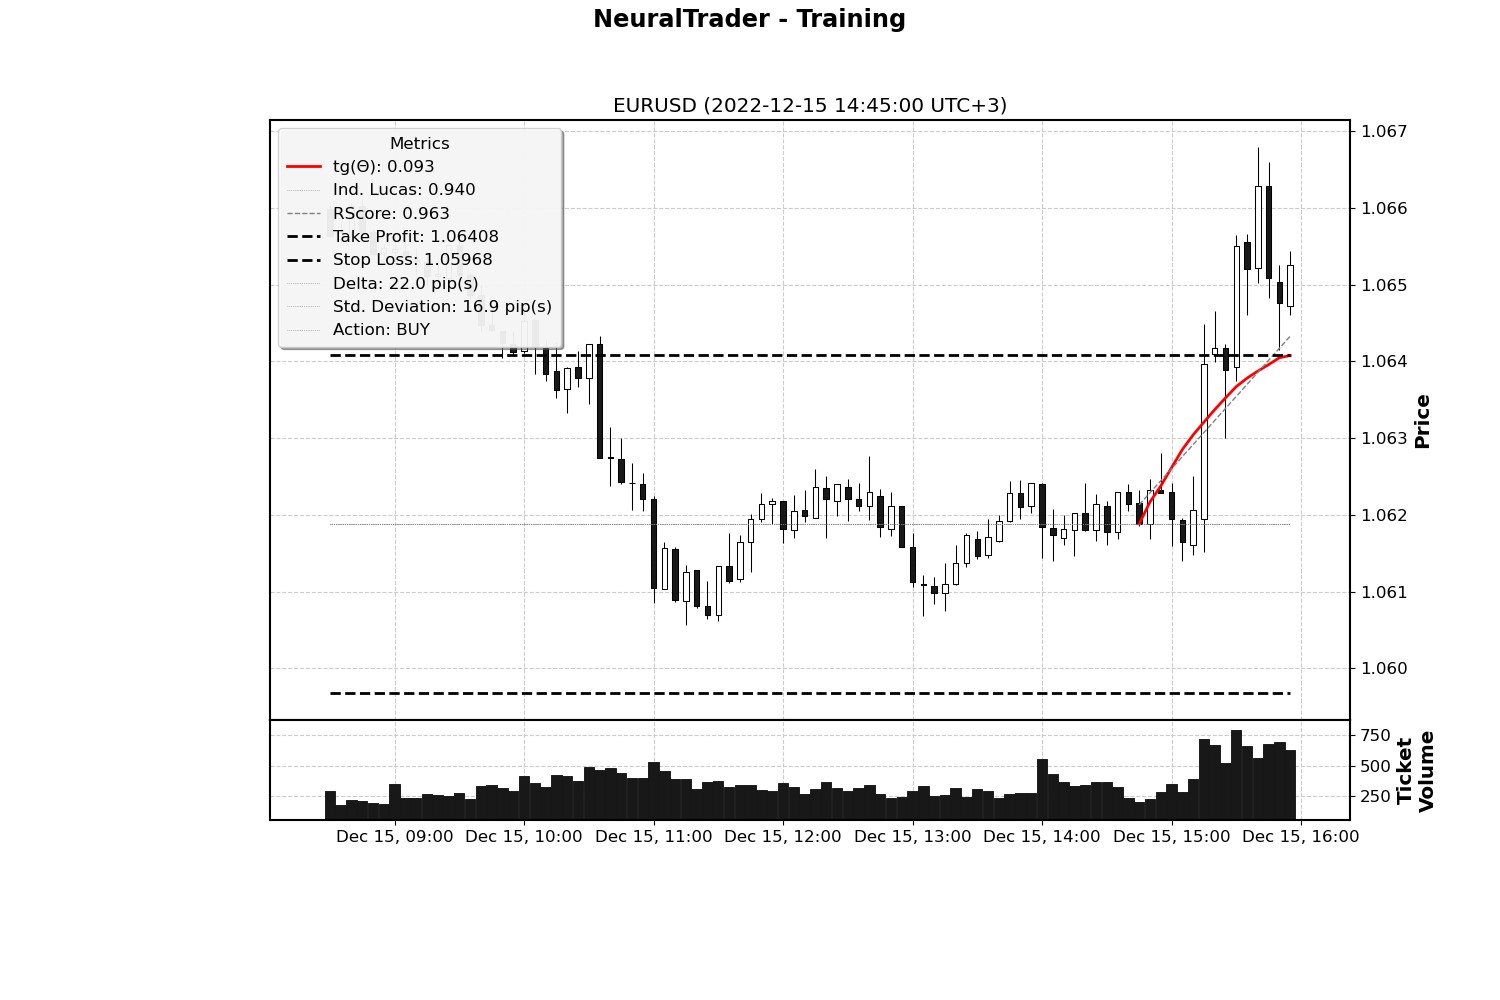 NeuralTrader - Training
EURUSD (2022-12-15 14:45:00 UTC+3)
Metrics
tg(Θ): 0.093
Ind. Lucas: 0.940
RScore: 0.963
Take Profit: 1.06408
Stop Loss: 1.05968
Delta: 22.0 pip(s)
Std. Deviation: 16.9 pip(s)
Action: BUY
1.067
1.066
1.065
1.064
1.063
1.062
1.061
1.060
Price
750
500
250
Ticket
Volume
Dec 15, 09:00 Dec 15, 10:00 Dec 15, 11:00 Dec 15, 12:00 Dec 15, 13:00 Dec 15, 14:00 Dec 15, 15:00 Dec 15, 16:00